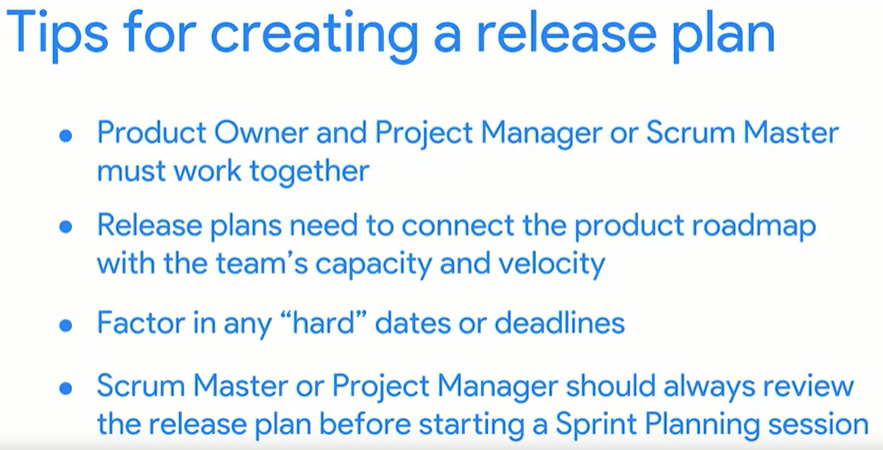 Tips for creating a release plan
● Product Owner and Project Manager or Scrum Master
must work together
● Release plans need to connect the product roadmap
with the team’s capacity and velocity
● Factor in any “hard” dates or deadlines
● Scrum Master or Project Manager should always review
the release plan before starting a Sprint Planning session